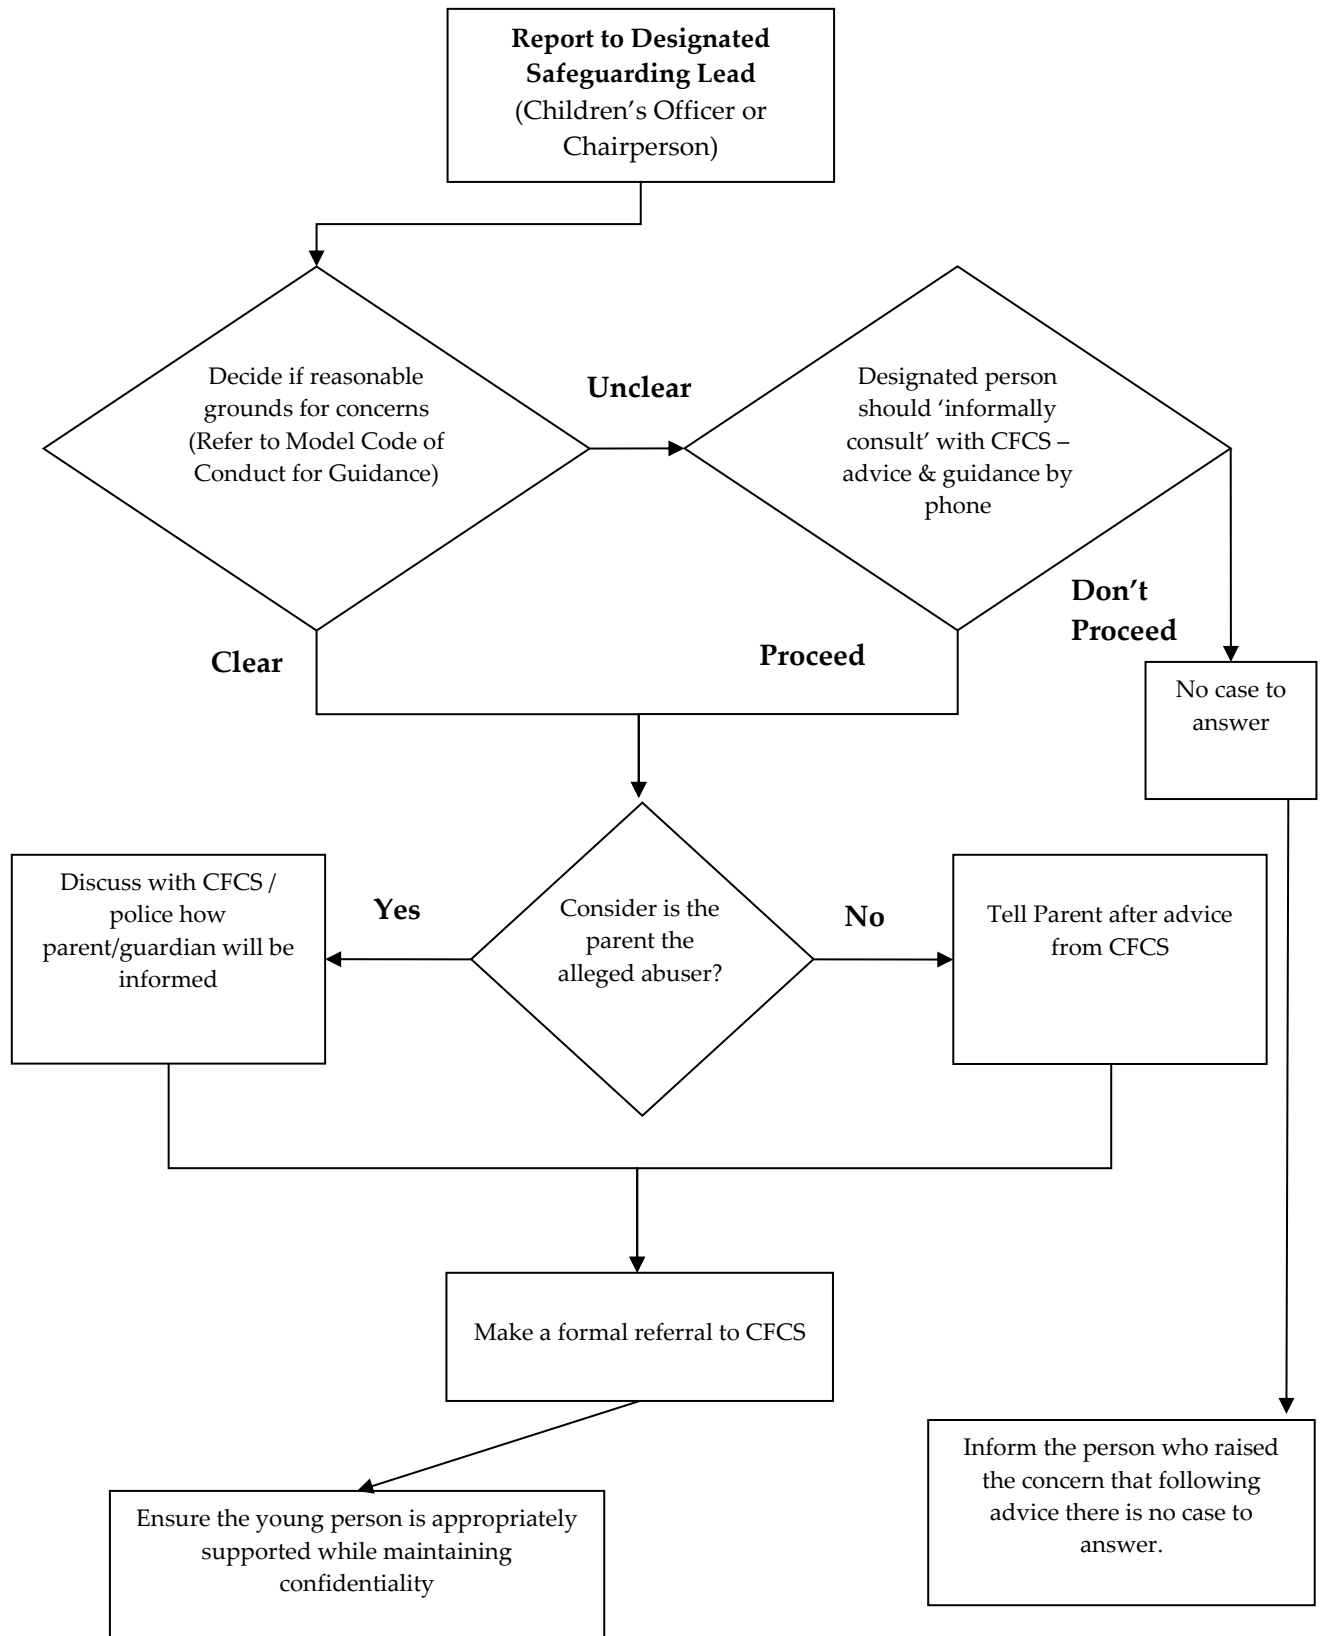 Report to Designated
Safeguarding Lead
(Children’s Officer or
Chairperson)
Decide if reasonable
grounds for concerns
(Refer to Model Code of
Conduct for Guidance)
Unclear
Designated person
should ‘informally
consult’ with CFCS –
advice & guidance by
phone
Clear
Proceed
Don’t
Proceed
No case to
answer
Discuss with CFCS /
police how
parent/guardian will be
informed
Yes
Consider is the
parent the
alleged abuser?
No
Tell Parent after advice
from CFCS
Make a formal referral to CFCS
Ensure the young person is appropriately
supported while maintaining
confidentiality
Inform the person who raised
the concern that following
advice there is no case to
answer.